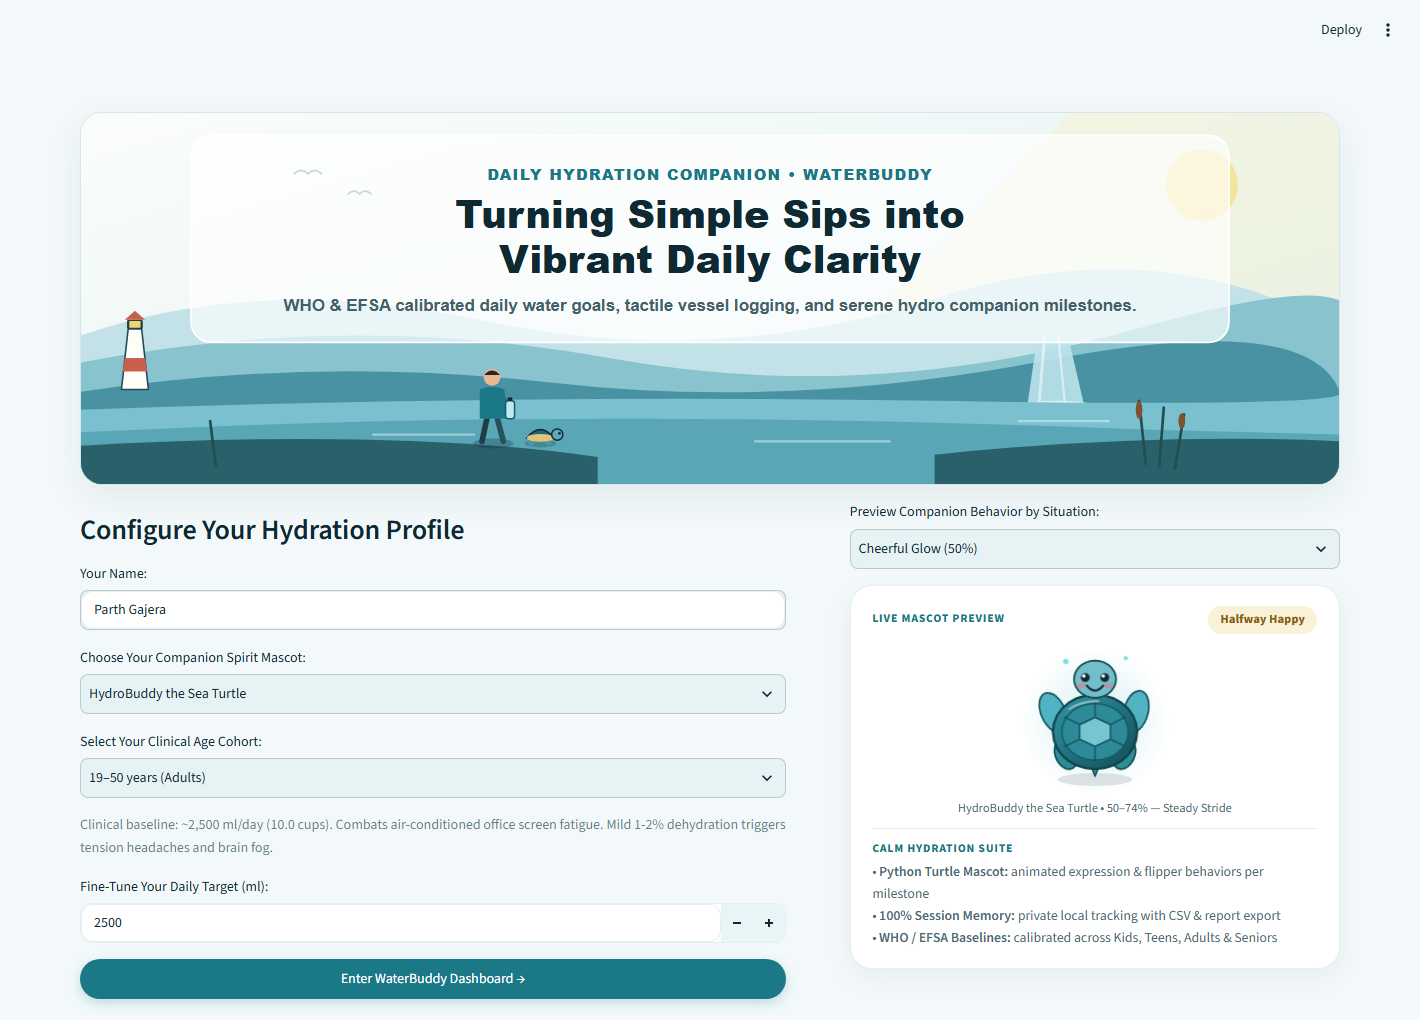 Deploy
DAILY HYDRATION COMPANION • WATERBUDDY
Turning Simple Sips into
Vibrant Daily Clarity
WHO & EFSA calibrated daily water goals, tactile vessel logging, and serene hydro companion milestones.
Configure Your Hydration Profile
Your Name:
Parth Gajera
Choose Your Companion Spirit Mascot:
HydroBuddy the Sea Turtle
Select Your Clinical Age Cohort:
19–50 years (Adults)
Clinical baseline: ~2,500 ml/day (10.0 cups). Combats air-conditioned office screen fatigue. Mild 1-2% dehydration triggers
tension headaches and brain fog.
Fine-Tune Your Daily Target (ml):
2500
Enter WaterBuddy Dashboard →
Preview Companion Behavior by Situation:
Cheerful Glow (50%)
LIVE MASCOT PREVIEW
Halfway Happy
HydroBuddy the Sea Turtle • 50–74% — Steady Stride
CALM HYDRATION SUITE
• Python Turtle Mascot: animated expression & flipper behaviors per
milestone
• 100% Session Memory: private local tracking with CSV & report export
• WHO / EFSA Baselines: calibrated across Kids, Teens, Adults & Seniors